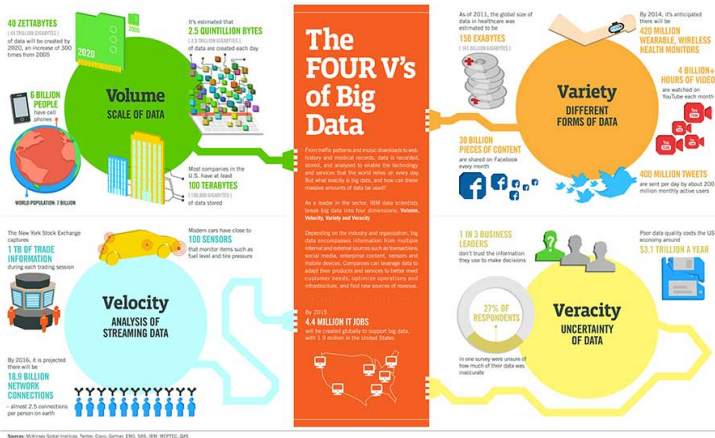 40 ZETTABYTES
[ 43 TRILLION GIGABYTES ]
of data will be created by
2020, an increase of 300
times from 2005
2020
2005
It's estimated that
2.5 QUINTILLION BYTES
[ 2.3 TRILLION GIGABYTES ]
of data are created each day
6 BILLION
PEOPLE
have cell
phones
WORLD POPULATION: 7 BILLION
Volume
SCALE OF DATA
Most companies in the
U.S. have at least
100 TERABYTES
[ 100,000 GIGABYTES ]
of data stored
The New York Stock Exchange
captures
1 TB OF TRADE
INFORMATION
during each trading session
Modern cars have close to
100 SENSORS
that monitor items such as
fuel level and tire pressure
Velocity
ANALYSIS OF
STREAMING DATA
By 2016, it is projected
there will be
18.9 BILLION
NETWORK
CONNECTIONS
– almost 2.5 connections
per person on earth
The
FOUR V's
of Big
Data
From traffic patterns and music downloads to web
history and medical records, data is recorded,
stored, and analyzed to enable the technology
and services that the world relies on every day.
But what exactly is big data, and how can these
massive amounts of data be used?
As a leader in the sector, IBM data scientists
break big data into four dimensions: Volume,
Velocity, Variety and Veracity
Depending on the industry and organization, big
data encompasses information from multiple
internal and external sources such as transactions,
social media, enterprise content, sensors and
mobile devices. Companies can leverage data to
adapt their products and services to better meet
customer needs, optimize operations and
infrastructure, and find new sources of revenue.
By 2015
4.4 MILLION IT JOBS
will be created globally to support big data,
with 1.9 million in the United States
As of 2011, the global size of
data in healthcare was
estimated to be
150 EXABYTES
[ 161 BILLION GIGABYTES ]
By 2014, it's anticipated
there will be
420 MILLION
WEARABLE, WIRELESS
HEALTH MONITORS
4 BILLION+
HOURS OF VIDEO
are watched on
YouTube each month
Variety
DIFFERENT
FORMS OF DATA
30 BILLION
PIECES OF CONTENT
are shared on Facebook
every month
400 MILLION TWEETS
are sent per day by about 200
million monthly active users
1 IN 3 BUSINESS
LEADERS
don't trust the information
they use to make decisions
Poor data quality costs the US
economy around
$3.1 TRILLION A YEAR
27% OF
RESPONDENTS
in one survey were unsure of
how much of their data was
inaccurate
Veracity
UNCERTAINTY
OF DATA
Sources: McKinsey Global Institute, Twitter, Cisco, Gartner, EMC, SAS, IBM, MEPTEC, QAS